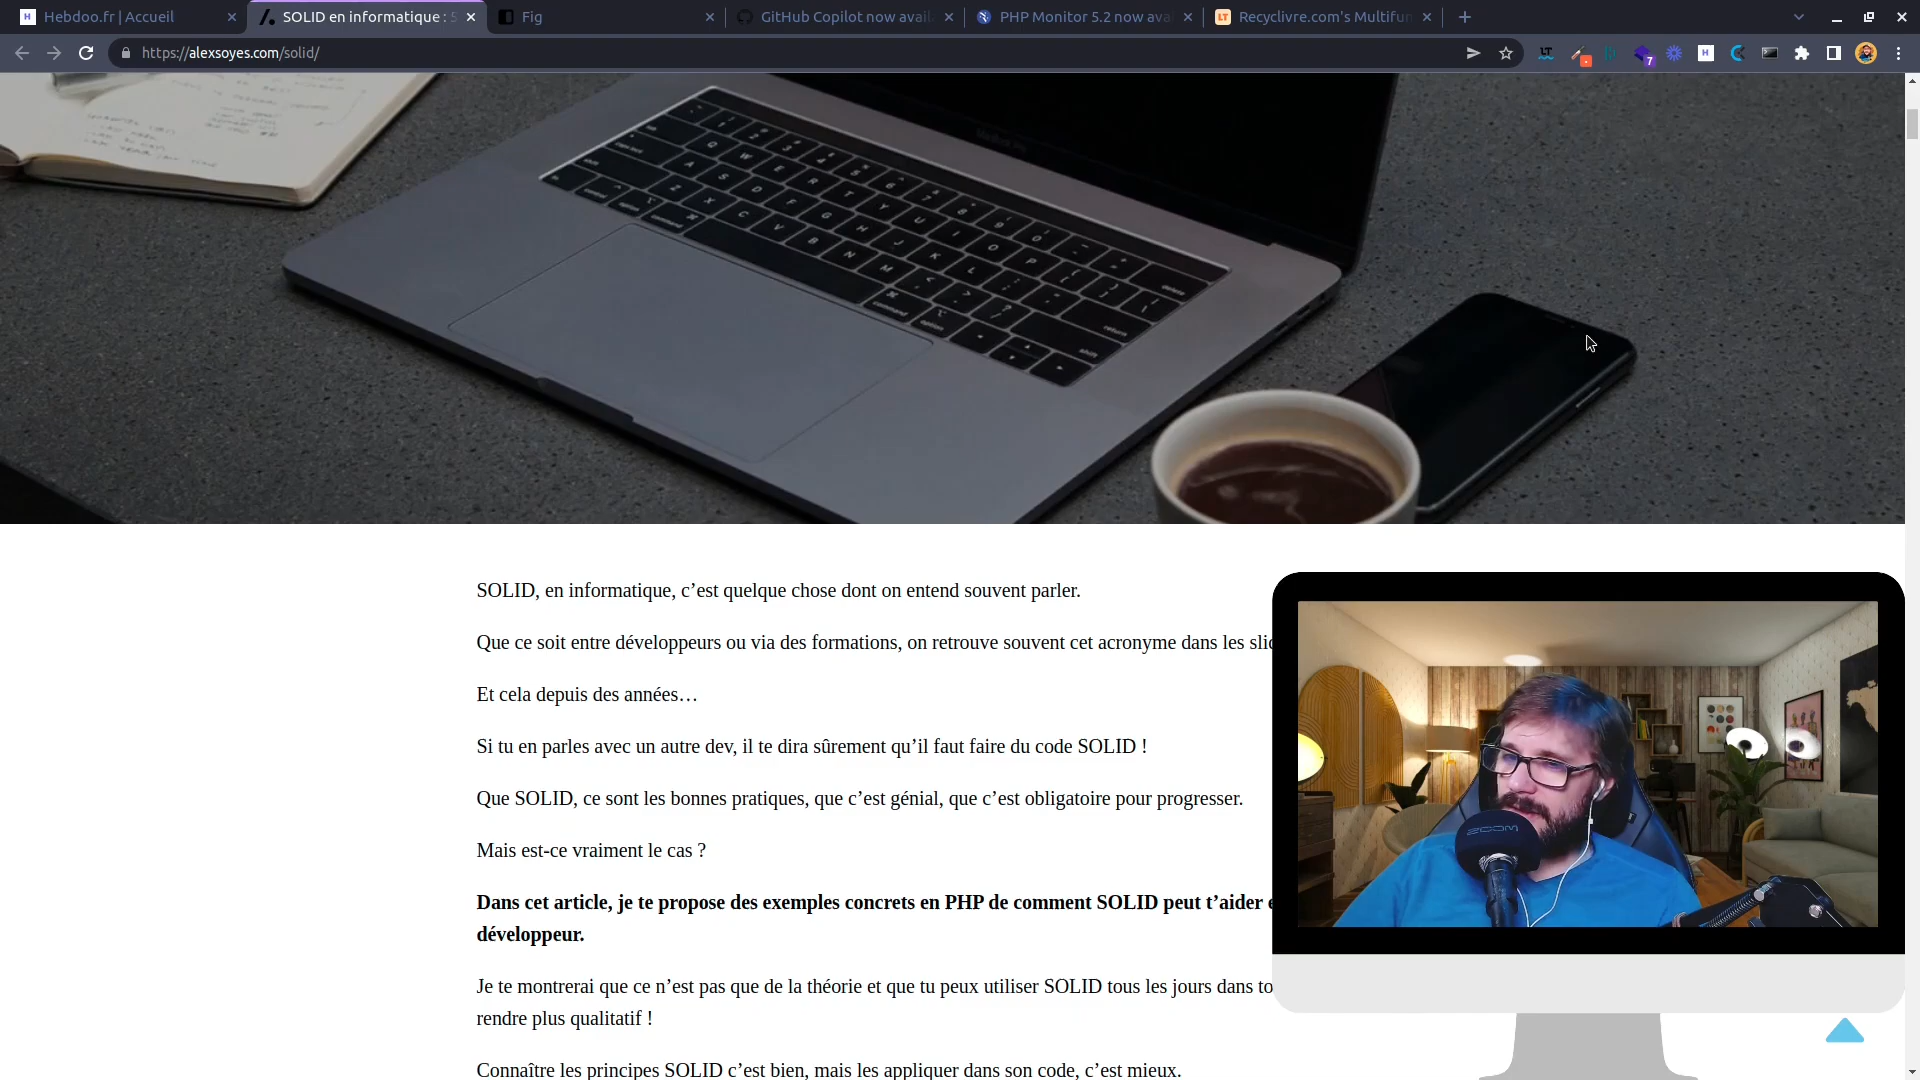 Hebdoo.fr | Accueil
SOLID en informatique : 5
Fig
GitHub Copilot now avail
PHP Monitor 5.2 now ava
Recyclivre.com's Multifun
https://alexsoyes.com/solid/
7
MacBook Pro
SOLID, en informatique, c’est quelque chose dont on entend souvent parler.
Que ce soit entre développeurs ou via des formations, on retrouve souvent cet acronyme dans les slid
Et cela depuis des années…
Si tu en parles avec un autre dev, il te dira sûrement qu’il faut faire du code SOLID !
Que SOLID, ce sont les bonnes pratiques, que c’est génial, que c’est obligatoire pour progresser.
Mais est-ce vraiment le cas ?
Dans cet article, je te propose des exemples concrets en PHP de comment SOLID peut t’aider e
développeur.
Je te montrerai que ce n’est pas que de la théorie et que tu peux utiliser SOLID tous les jours dans to
rendre plus qualitatif !
Connaître les principes SOLID c’est bien, mais les appliquer dans son code, c’est mieux.
ZOOM